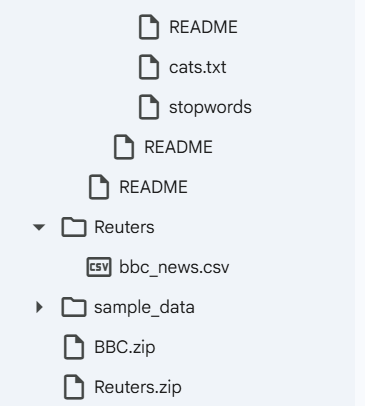 README
cats.txt
stopwords
README
README
Reuters
CSV bbc_news.csv
sample_data
BBC.zip
Reuters.zip